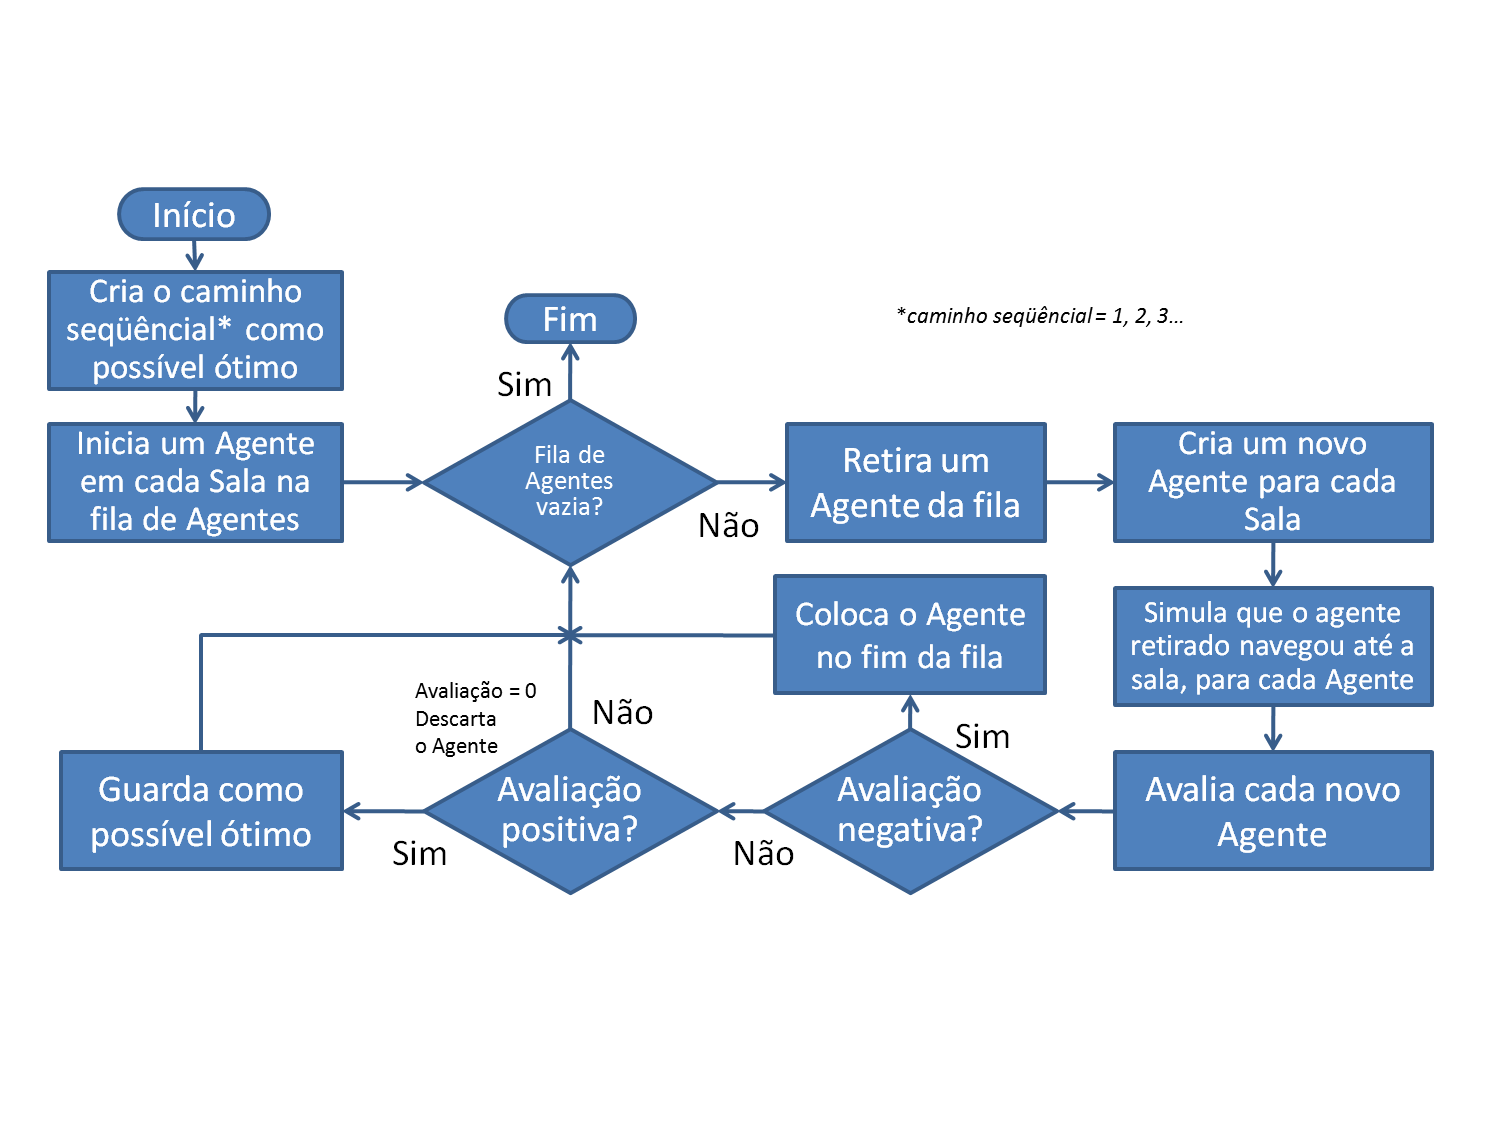 Início
Cria o caminho
seqüêncial* como
possível ótimo
Inicia um Agente
em cada Sala na
fila de Agentes
Fim
Sim
Fila de
Agentes
vazia?
Não
*caminho seqüêncial = 1, 2, 3...
Retira um
Agente da fila
Cria um novo
Agente para cada
Sala
Simula que o agente
retirado navegou até a
sala, para cada Agente
Avalia cada novo
Agente
Avaliação
negativa?
Sim
Coloca o Agente
no fim da fila
Não
Avaliação
positiva?
Não
Avaliação = 0
Descarta
o Agente
Sim
Guarda como
possível ótimo